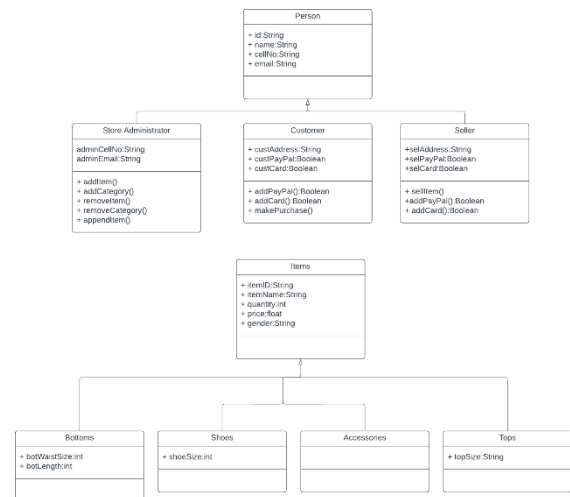 Person
+ id:String
+ name:String
+ cellNo:String
+ email:String
Store Administrator
adminCellNo:String
adminEmail:String
+ addItem()
+ addCategory()
+ removeItem()
+ removeCategory()
+ appendItem()
Customer
+ custAddress:String
+ custPayPal:Boolean
+ custCard:Boolean
+ addPayPal():Boolean
+ addCard():Boolean
+ makePurchase()
Seller
+selAddress:String
+selPayPal:Boolean
+selCard:Boolean
+ sellItem()
+addPayPal():Boolean
+ addCard():Boolean
Items
+ itemID:String
+ itemName:String
+ quantity:int
+ price:float
+ gender:String
Bottoms
+ botWaistSize:int
+ botLength:int
Shoes
+ shoeSize:int
Accessories
Tops
+ topSize:String